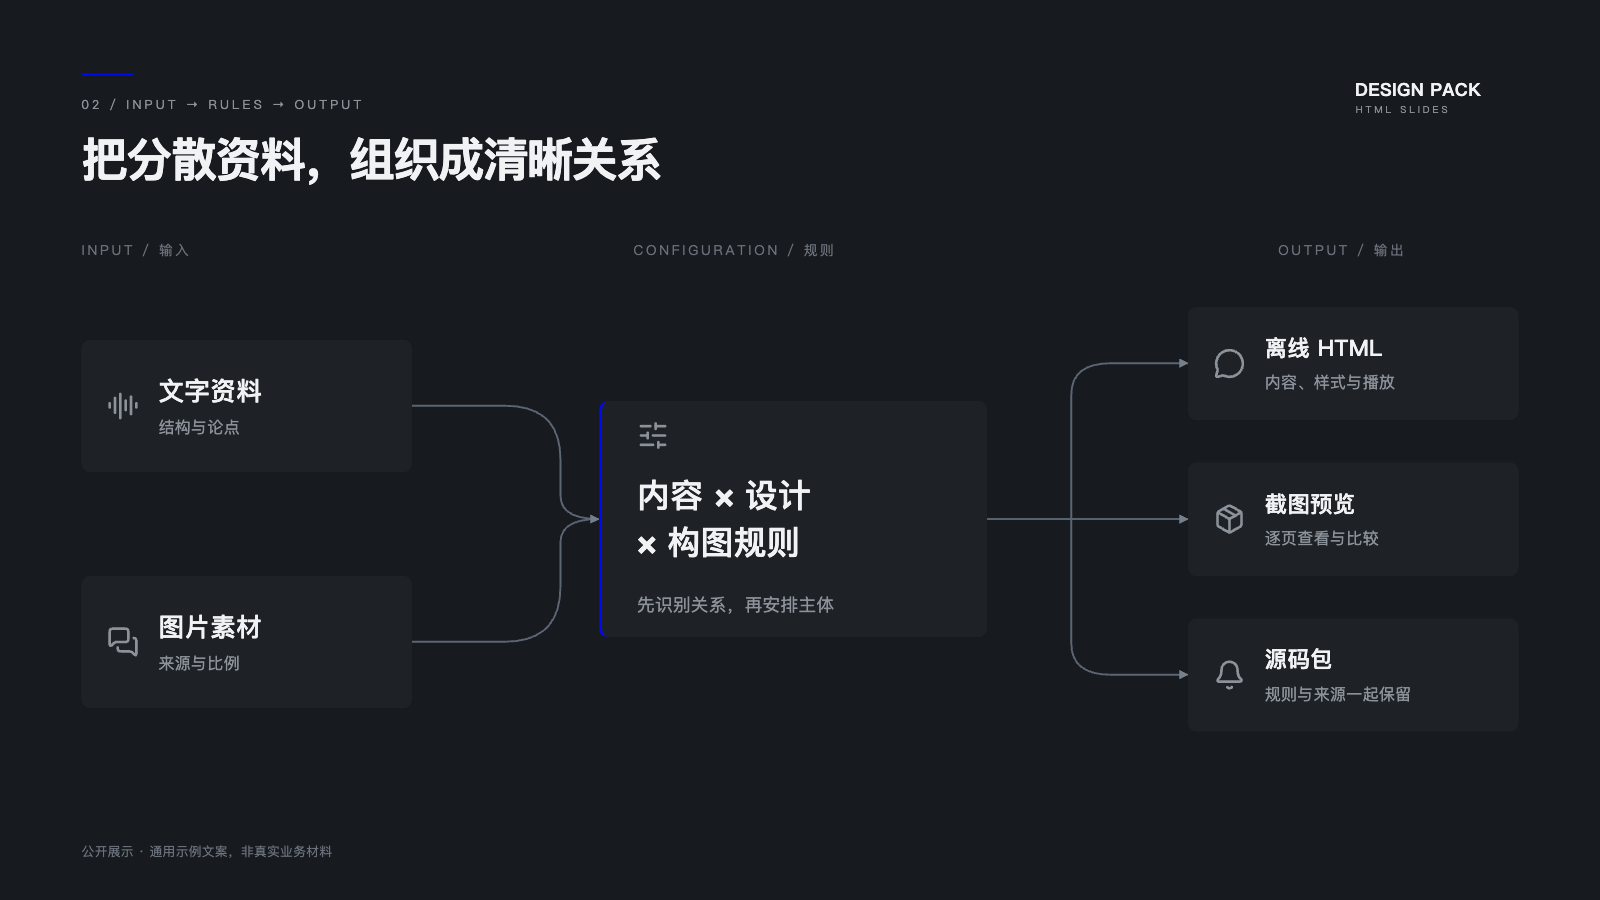 02 / INPUT → RULES → OUTPUT
DESIGN PACK
HTML SLIDES
把分散资料，组织成清晰关系
INPUT / 输入
CONFIGURATION / 规则
OUTPUT / 输出
文字资料
结构与论点
图片素材
来源与比例
内容 × 设计
× 构图规则
先识别关系，再安排主体
离线 HTML
内容、样式与播放
截图预览
逐页查看与比较
源码包
规则与来源一起保留
公开展示 · 通用示例文案，非真实业务材料